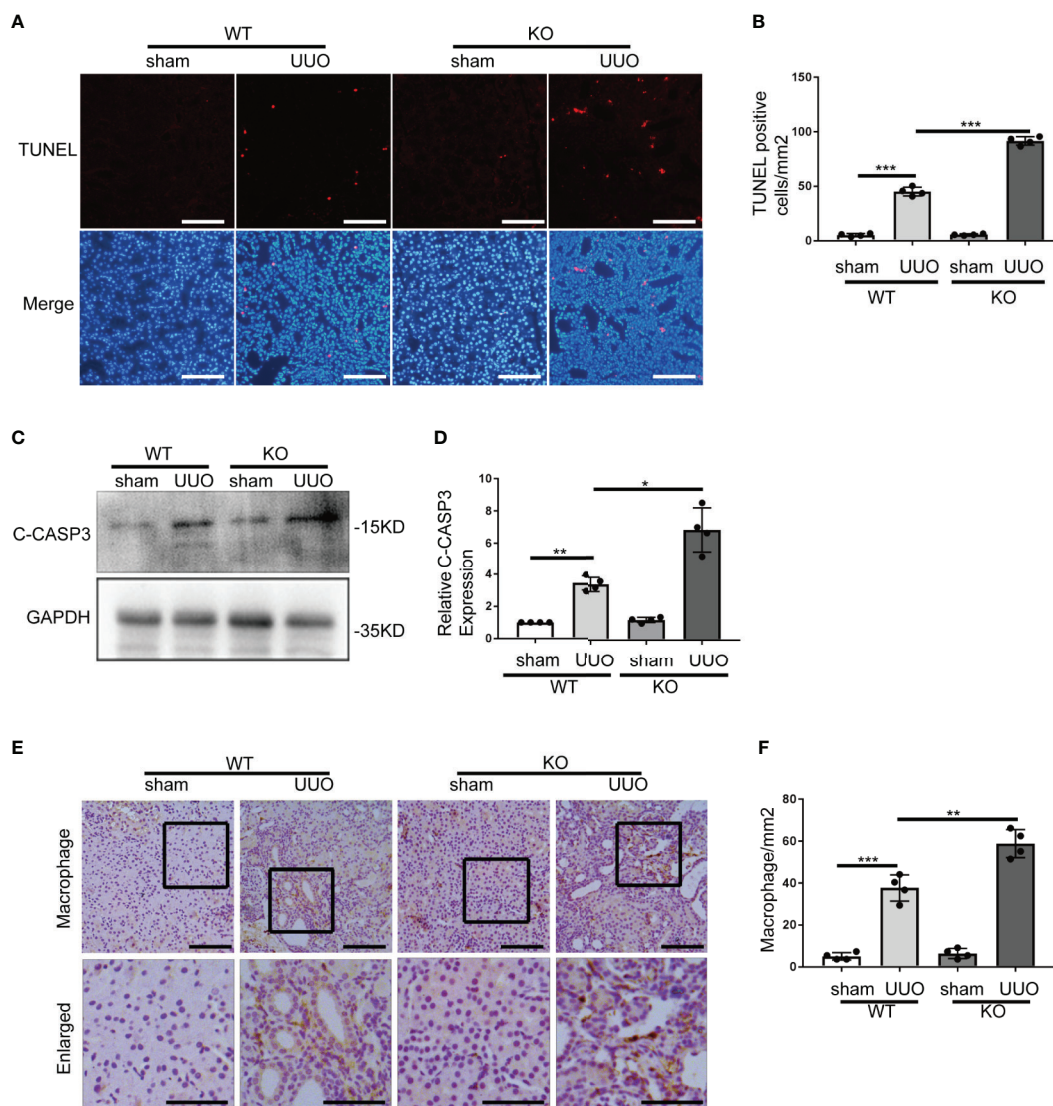 A
WT
KO
sham
UUO
sham
UUO
TUNEL
Merge
B
TUNEL positive
cells/mm2
150
100
50
0
***
***
sham
UUO
sham
UUO
WT
KO
C
WT
KO
sham
UUO
sham
UUO
C-CASP3
-15KD
GAPDH
-35KD
D
Relative C-CASP3
Expression
10
8
6
4
2
0
**
*
sham
UUO
sham
UUO
WT
KO
E
WT
KO
sham
UUO
sham
UUO
Macrophage
Enlarged
F
Macrophage/mm2
80
60
40
20
0
***
**
sham
UUO
sham
UUO
WT
KO